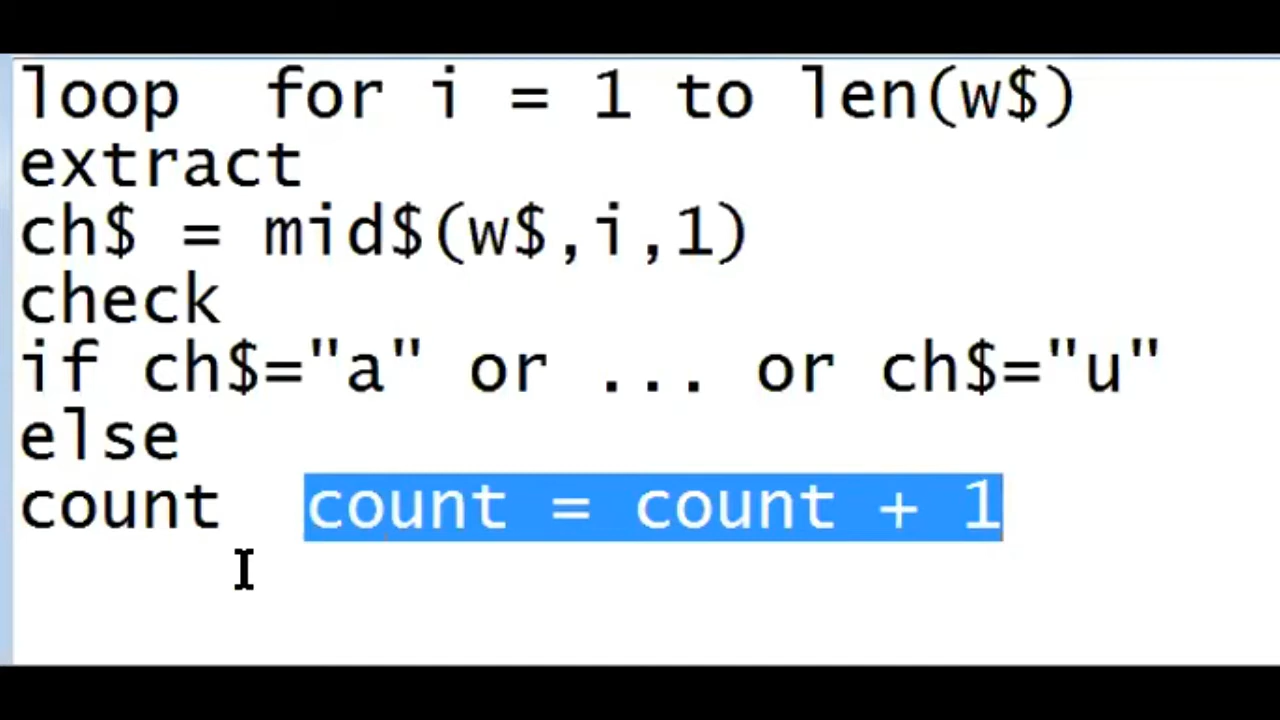 loop  for i = 1 to len(w$)
extract
ch$ = mid$(w$,i,1)
check
if ch$="a" or ... or ch$="u"
else
count  count = count + 1